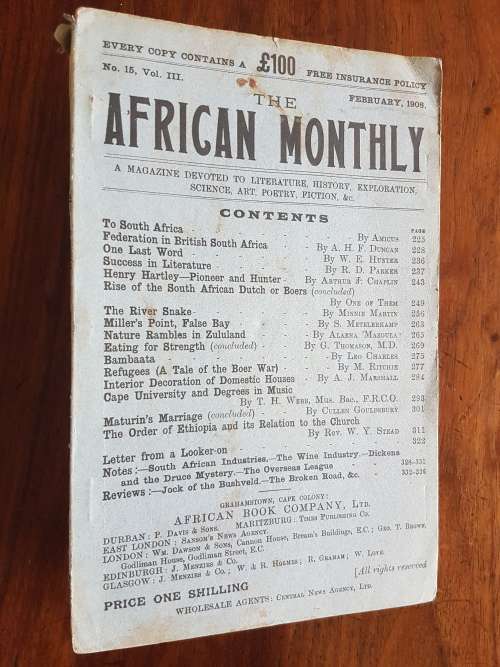 EVERY COPY CONTAINS A £100 FREE INSURANCE POLICY
No. 15, Vol. III. FEBRUARY, 1908.
THE
AFRICAN MONTHLY
A MAGAZINE DEVOTED TO LITERATURE, HISTORY, EXPLORATION,
SCIENCE, ART, POETRY, FICTION, &c.
CONTENTS
PAGE
To South Africa - By Amicus 225
Federation in British South Africa - By A. H. F. Duncan 228
One Last Word - By W. E. Hunter 236
Success in Literature - By R. D. Parker 237
Henry Hartley—Pioneer and Hunter - By Arthur J. Chaplin 243
Rise of the South African Dutch or Boers (concluded)
By One of Them 249
The River Snake - By Minnie Martin 256
Miller's Point, False Bay - By S. Metelerkamp 263
Nature Rambles in Zululand - By Alaena 'Mazgula' 265
Eating for Strength (concluded) - By G. Thomason, M.D. 269
Bambaata - By Leo Charles 275
Refugees (A Tale of the Boer War) - By M. Ritchie 277
Interior Decoration of Domestic Houses - By A. J. Marshall 284
Cape University and Degrees in Music
By T. H. Webb, Mus. Bac., F.R.C.O. 293
Maturin's Marriage (concluded) - By Cullen Gouldsbury 301
The Order of Ethiopia and its Relation to the Church
By Rev. W. Y. Stead 311
Letter from a Looker-on - 322
Notes:—South African Industries.—The Wine Industry.—Dickens
and the Druce Mystery—The Overseas League - 324-331
Reviews:—Jock of the Bushveld.—The Broken Road, &c. - 332-336
GRAHAMSTOWN, CAPE COLONY:
AFRICAN BOOK COMPANY, Ltd.
DURBAN: P. Davis & Sons. MARITZBURG: Times Publishing Co.
EAST LONDON: Sanson's News Agency.
LONDON: Wm. Dawson & Sons, Cannon House, Bream's Buildings, E.C.; Geo. T. Brown,
Godliman House, Godliman Street, E.C.
EDINBURGH: J. Menzies & Co.
GLASGOW: J. Menzies & Co.; W. & R. Holmes; R. Graham; W. Love.
[All rights reserved
PRICE ONE SHILLING
WHOLESALE AGENTS: Central News Agency, Ltd.